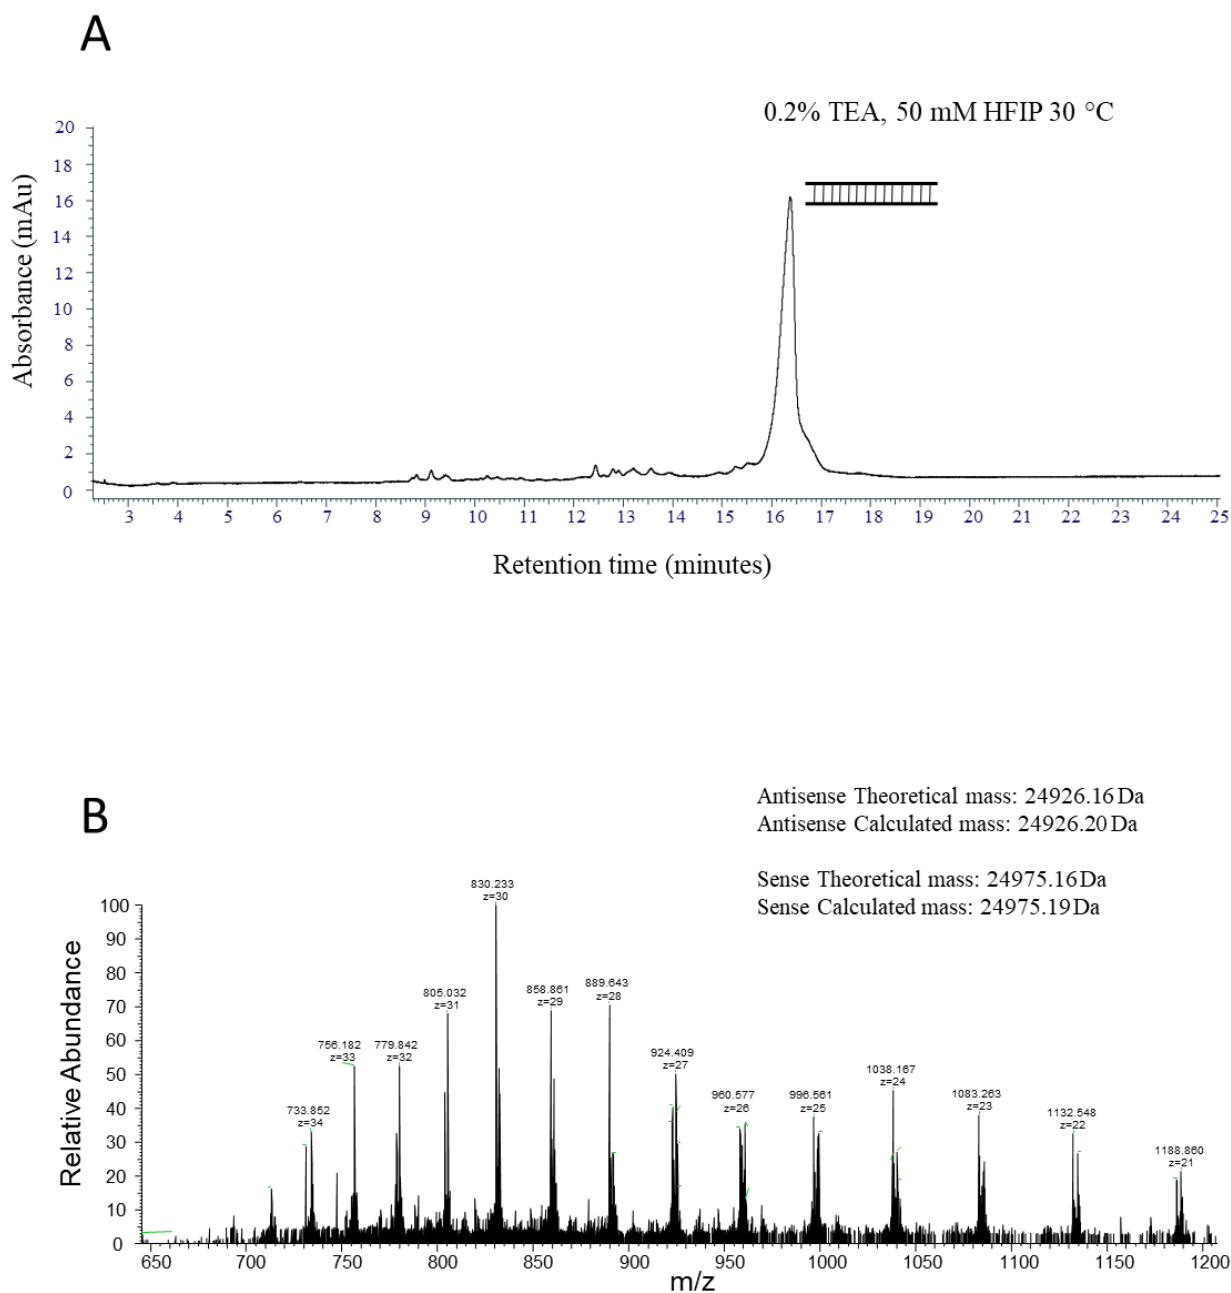 A
0.2% TEA, 50 mM HFIP 30 °C
20
18
16
14
12
10
8
6
4
2
0
Absorbance (mAu)
3 4 5 6 7 8 9 10 11 12 13 14 15 16 17 18 19 20 21 22 23 24 25
Retention time (minutes)
B
Antisense Theoretical mass: 24926.16 Da
Antisense Calculated mass: 24926.20 Da
Sense Theoretical mass: 24975.16 Da
Sense Calculated mass: 24975.19 Da
100
90
80
70
60
50
40
30
20
10
0
Relative Abundance
733.852
z=34
756.182
z=33
779.842
z=32
805.032
z=31
830.233
z=30
858.861
z=29
889.643
z=28
924.409
z=27
960.577
z=26
996.561
z=25
1038.167
z=24
1083.263
z=23
1132.548
z=22
1188.860
z=21
650 700 750 800 850 900 950 1000 1050 1100 1150 1200
m/z